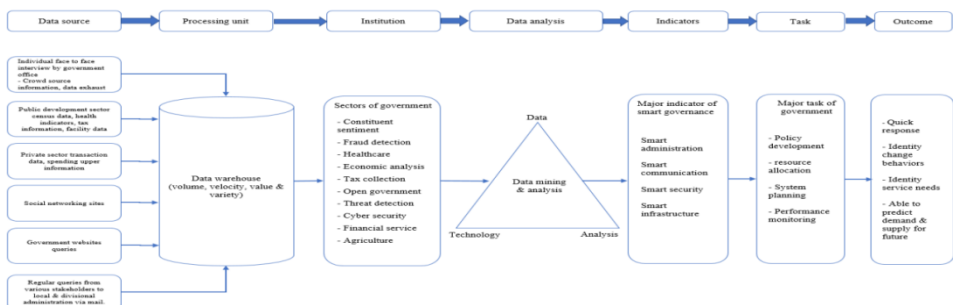 Data source
Processing unit
Institution
Data analysis
Indicators
Task
Outcome
Individual face to face
interview by government
office
- Crowd source
information, data exhaust
Public development sector
census data, health
indicators, tax
information, facility data
Private sector transaction
data, spending upper
information
Social networking sites
Government websites
queries
Regular queries from
various stakeholders to
local & divisional
administration via mail.
Data warehouse
(volume, velocity, value &
variety)
Sectors of government
- Constituent
sentiment
- Fraud detection
- Healthcare
- Economic analysis
- Tax collection
- Open government
- Threat detection
- Cyber security
- Financial service
- Agriculture
Data
Data mining
& analysis
Technology
Analysis
Major indicator of
smart governance
Smart
administration
Smart
communication
Smart security
Smart
infrastructure
Major task of
government
- Policy
development
- resource
allocation
- System
planning
- Performance
monitoring
- Quick
response
- Identity
change
behaviors
- Identity
service needs
- Able to
predict
demand &
supply for
future